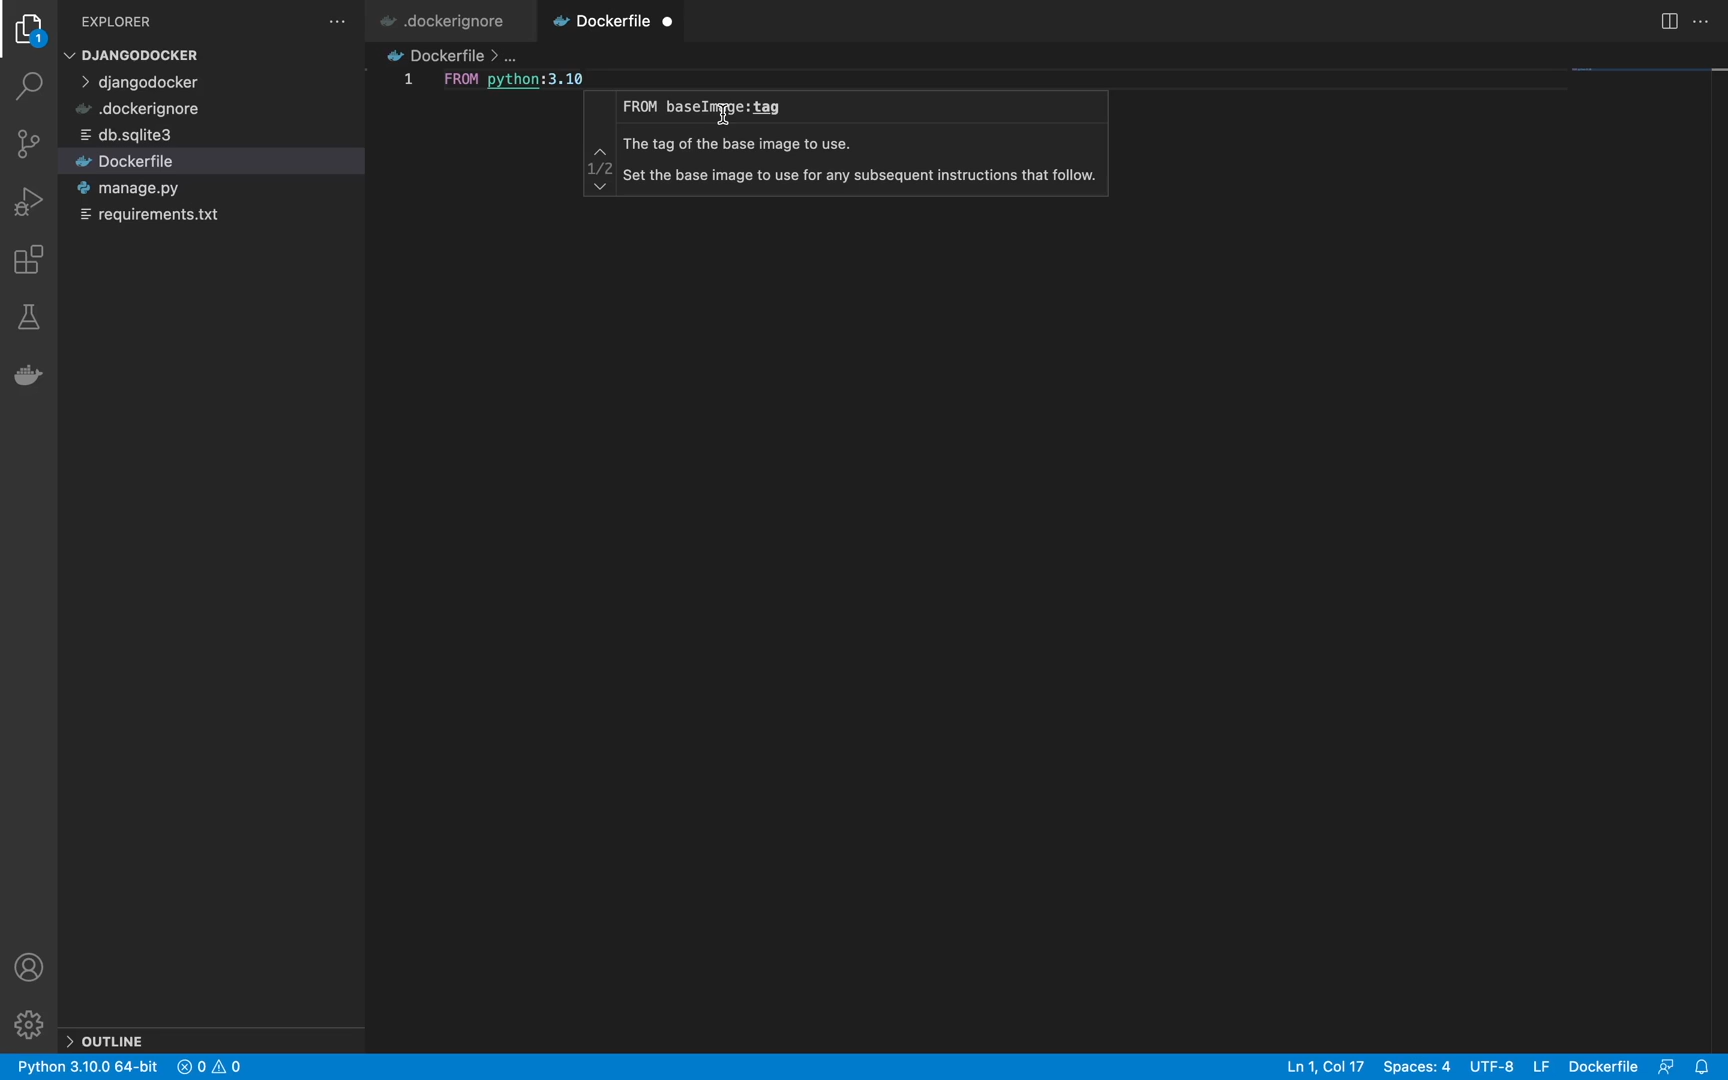 EXPLORER
1
DJANGODOCKER
djangodocker
.dockerignore
db.sqlite3
Dockerfile
manage.py
requirements.txt
OUTLINE
.dockerignore
Dockerfile
Dockerfile > ...
1 FROM python:3.10
FROM baseImage:tag
The tag of the base image to use.
1/2
Set the base image to use for any subsequent instructions that follow.
Python 3.10.0 64-bit 0 0 Ln 1, Col 17 Spaces: 4 UTF-8 LF Dockerfile